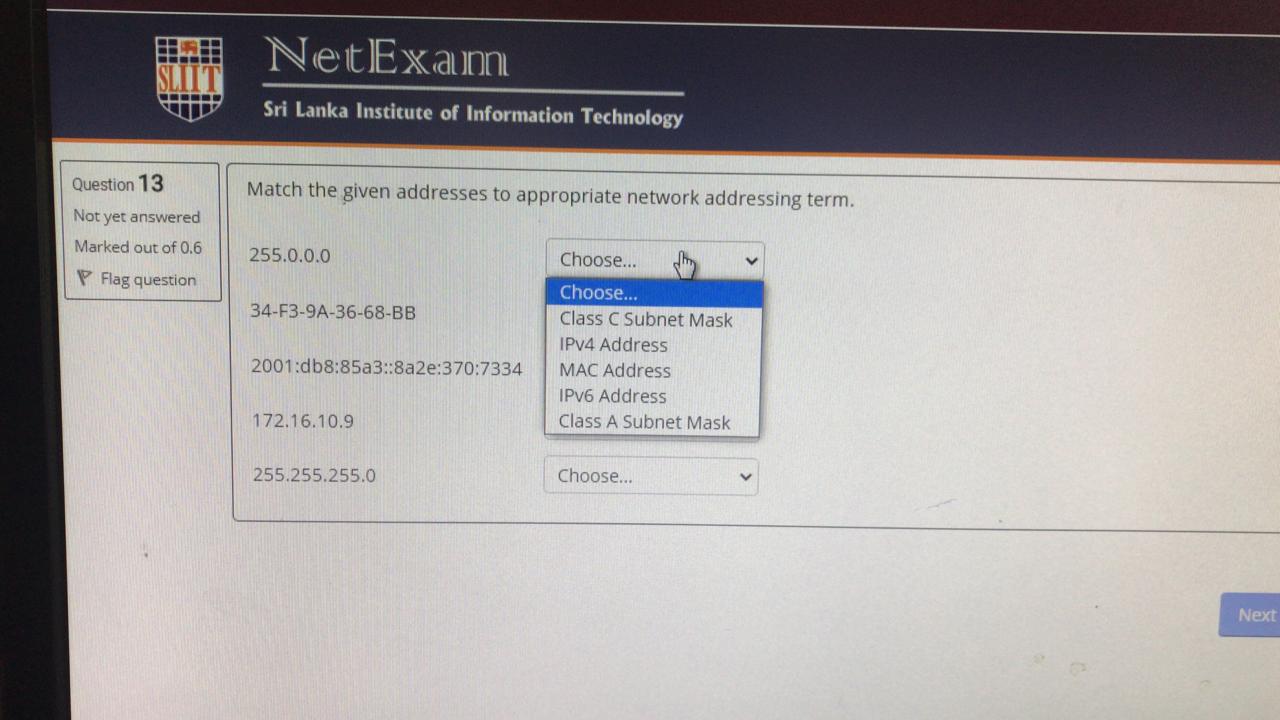 SLIIT
NetExam
Sri Lanka Institute of Information Technology
Question 13
Not yet answered
Marked out of 0.6
Flag question
Match the given addresses to appropriate network addressing term.
255.0.0.0
Choose...
Choose...
Class C Subnet Mask
IPv4 Address
MAC Address
IPv6 Address
Class A Subnet Mask
34-F3-9A-36-68-BB
2001:db8:85a3::8a2e:370:7334
172.16.10.9
255.255.255.0
Choose...
Next